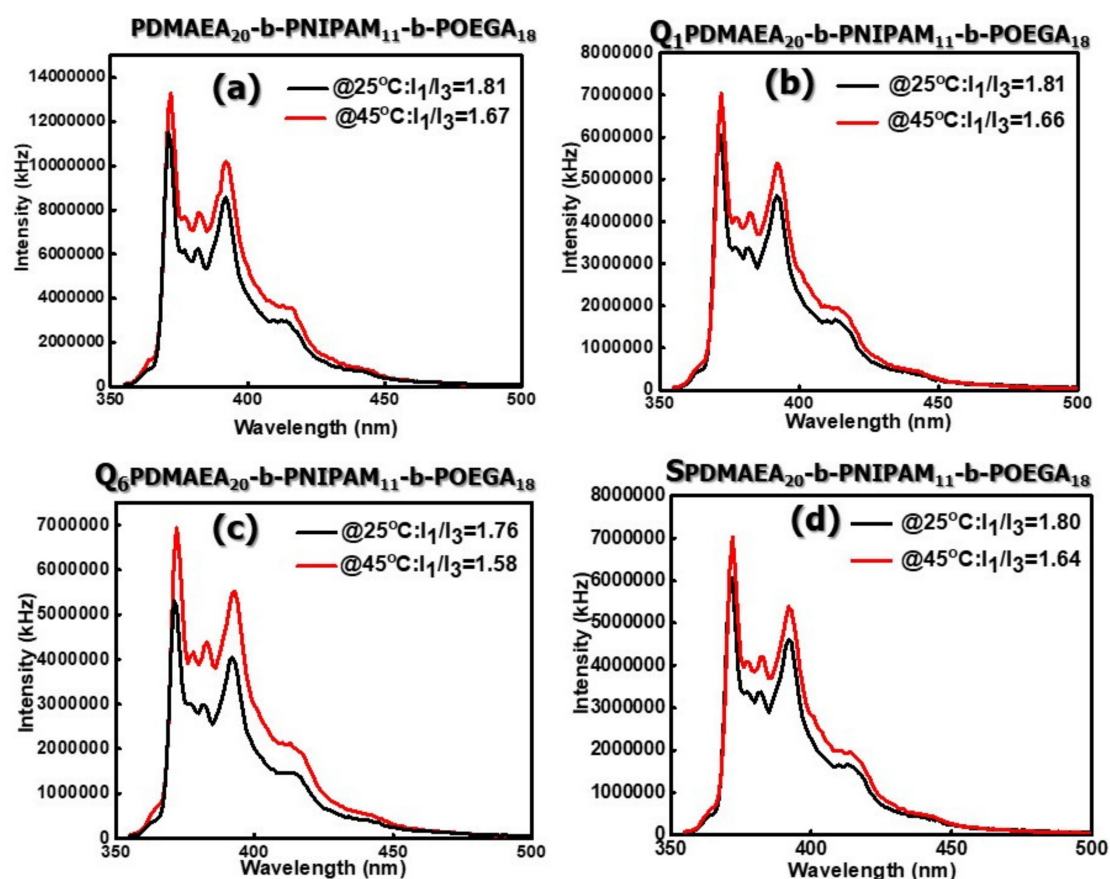 PDMAEA₂₀-b-PNIPAM₁₁-b-POEGA₁₈
(a)
@25°C:I₁/I₃=1.81
@45°C:I₁/I₃=1.67
14000000
12000000
10000000
8000000
6000000
4000000
2000000
0
Intensity (kHz)
350 400 450 500
Wavelength (nm)
Q₁PDMAEA₂₀-b-PNIPAM₁₁-b-POEGA₁₈
(b)
@25°C:I₁/I₃=1.81
@45°C:I₁/I₃=1.66
8000000
7000000
6000000
5000000
4000000
3000000
2000000
1000000
0
Intensity (kHz)
350 400 450 500
Wavelength (nm)
Q₆PDMAEA₂₀-b-PNIPAM₁₁-b-POEGA₁₈
(c)
@25°C:I₁/I₃=1.76
@45°C:I₁/I₃=1.58
7000000
6000000
5000000
4000000
3000000
2000000
1000000
0
Intensity (kHz)
350 400 450 500
Wavelength (nm)
SPDMAEA₂₀-b-PNIPAM₁₁-b-POEGA₁₈
(d)
@25°C:I₁/I₃=1.80
@45°C:I₁/I₃=1.64
8000000
7000000
6000000
5000000
4000000
3000000
2000000
1000000
0
Intensity (kHz)
350 400 450 500
Wavelength (nm)